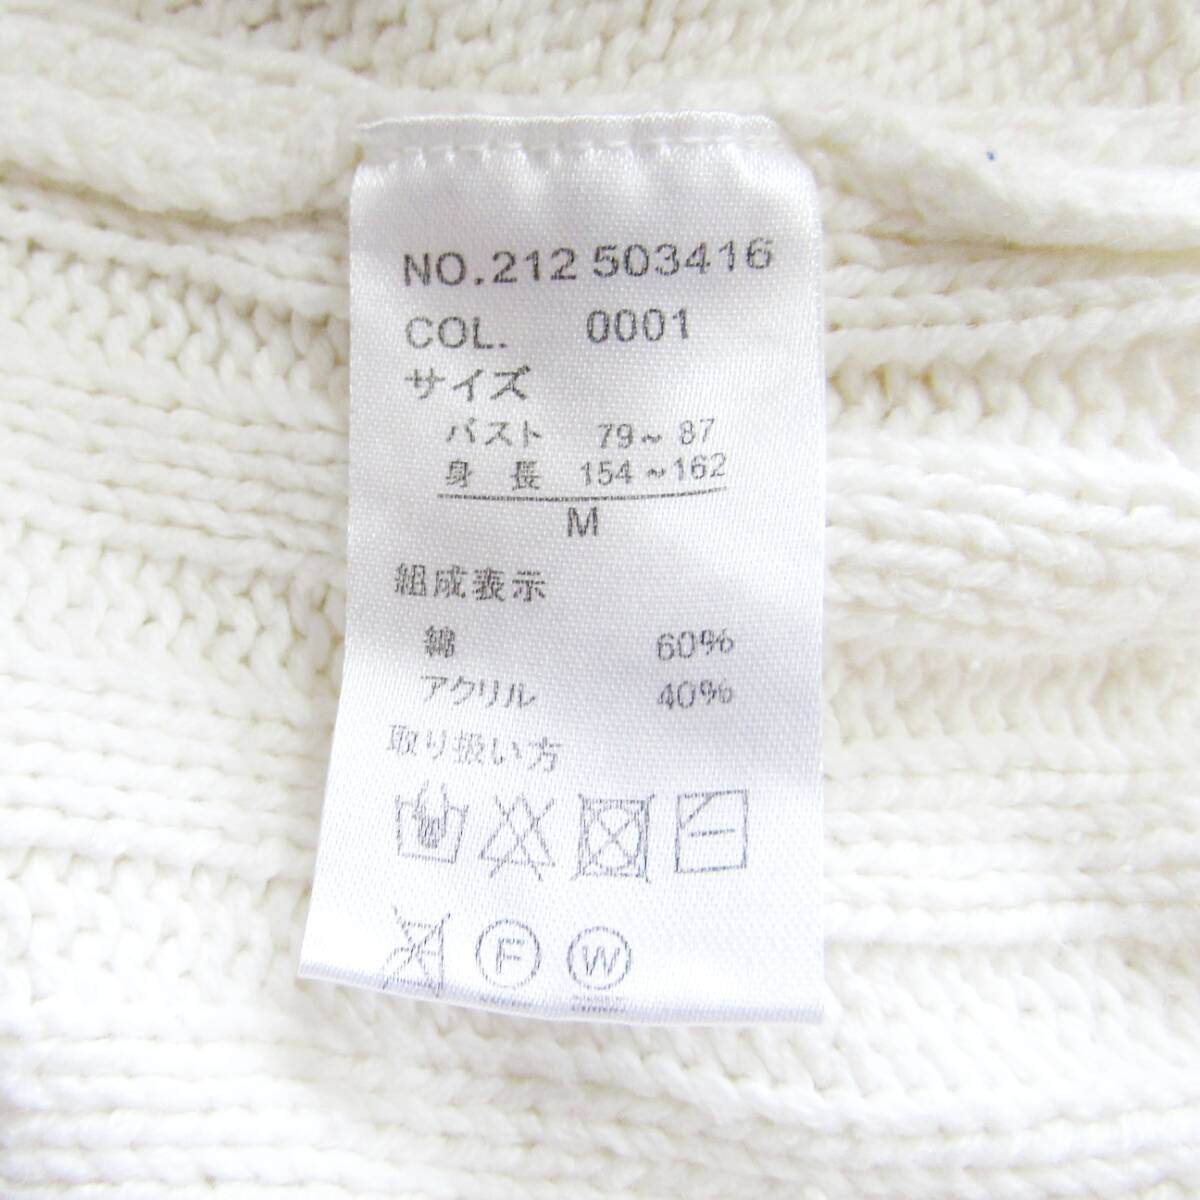 NO.212 503416
COL. 0001
サイズ
バスト 79～87
身長 154～162
M
組成表示
綿 60%
アクリル 40%
取り扱い方
F
W